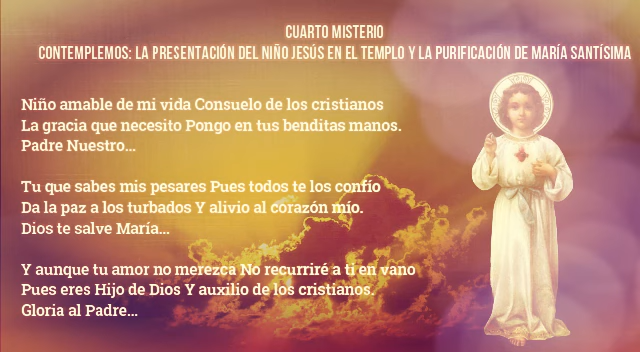 CUARTO MISTERIO
CONTEMPLEMOS: LA PRESENTACIÓN DEL NIÑO JESÚS EN EL TEMPLO Y LA PURIFICACIÓN DE MARÍA SANTÍSIMA
Niño amable de mi vida Consuelo de los cristianos
La gracia que necesito Pongo en tus benditas manos.
Padre Nuestro...
Tu que sabes mis pesares Pues todos te los confío
Da la paz a los turbados Y alivio al corazón mío.
Dios te salve María...
Y aunque tu amor no merezca No recurriré a ti en vano
Pues eres Hijo de Dios Y auxilio de los cristianos.
Gloria al Padre...